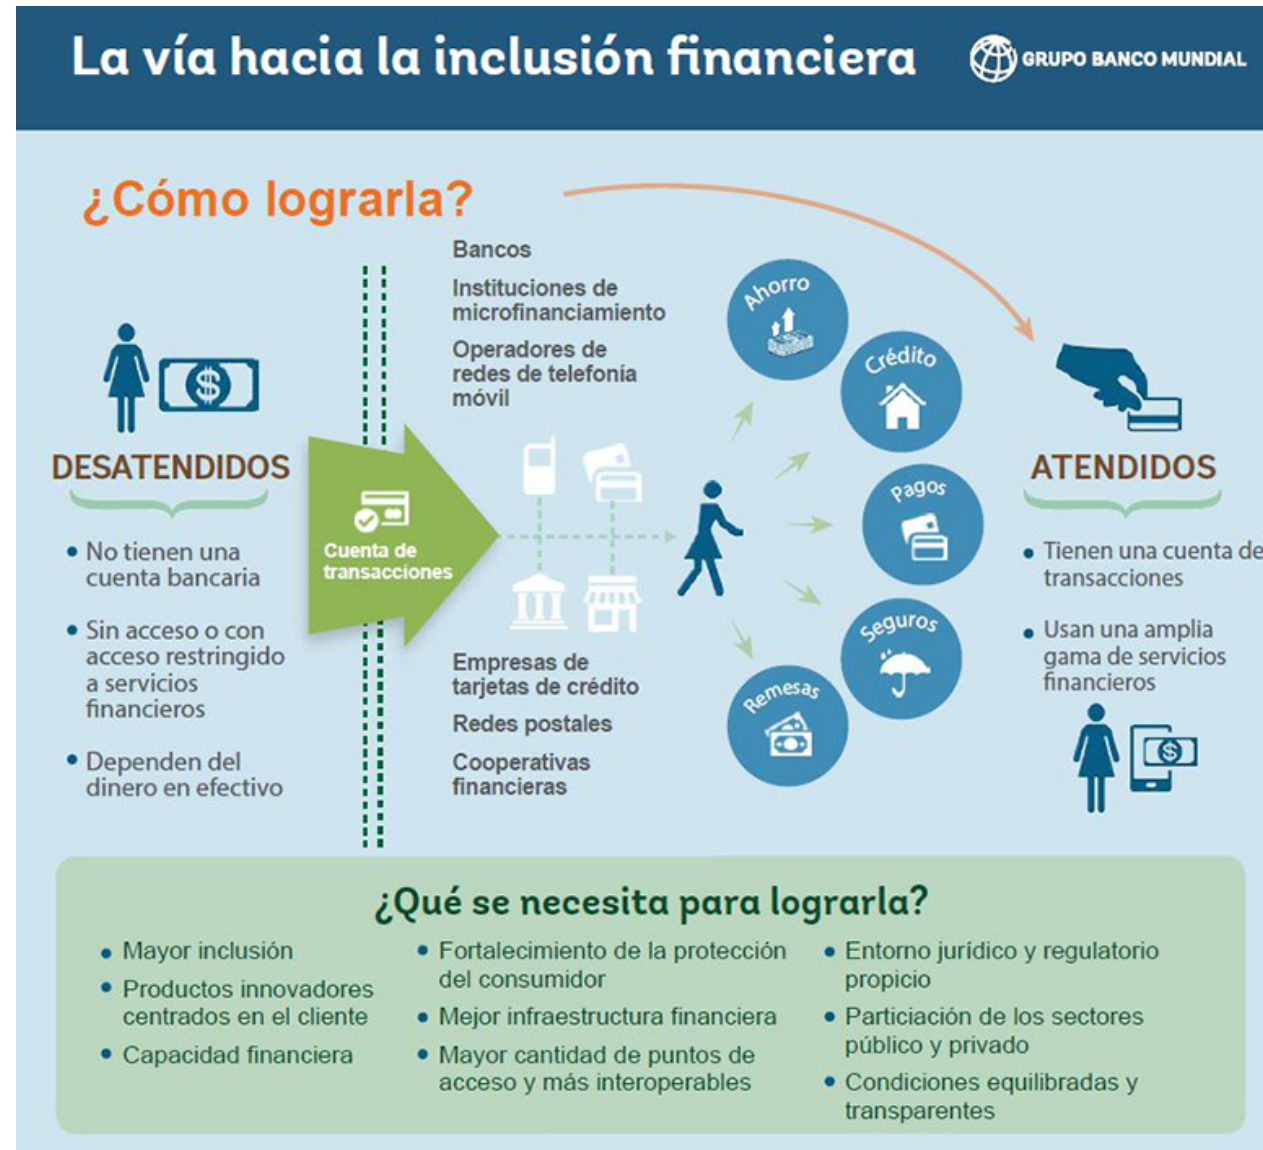 La vía hacia la inclusión financiera
GRUPO BANCO MUNDIAL
¿Cómo lograrla?
DESATENDIDOS
• No tienen una
cuenta bancaria
• Sin acceso o con
acceso restringido
a servicios
financieros
• Dependen del
dinero en efectivo
Cuenta de
transacciones
Bancos
Instituciones de
microfinanciamiento
Operadores de
redes de telefonía
móvil
Empresas de
tarjetas de crédito
Redes postales
Cooperativas
financieras
Ahorro
Crédito
Pagos
Seguros
Remesas
ATENDIDOS
• Tienen una cuenta de
transacciones
• Usan una amplia
gama de servicios
financieros
¿Qué se necesita para lograrla?
• Mayor inclusión
• Productos innovadores
centrados en el cliente
• Capacidad financiera
• Fortalecimiento de la protección
del consumidor
• Mejor infraestructura financiera
• Mayor cantidad de puntos de
acceso y más interoperables
• Entorno jurídico y regulatorio
propicio
• Particiación de los sectores
público y privado
• Condiciones equilibradas y
transparentes